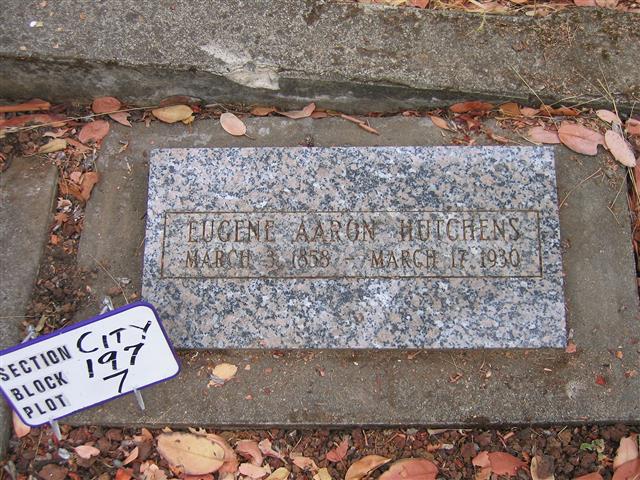 EUGENE AARON HUTCHENS
MARCH 3, 1858 – MARCH 17, 1930
SECTION CITY
BLOCK 197
PLOT 7